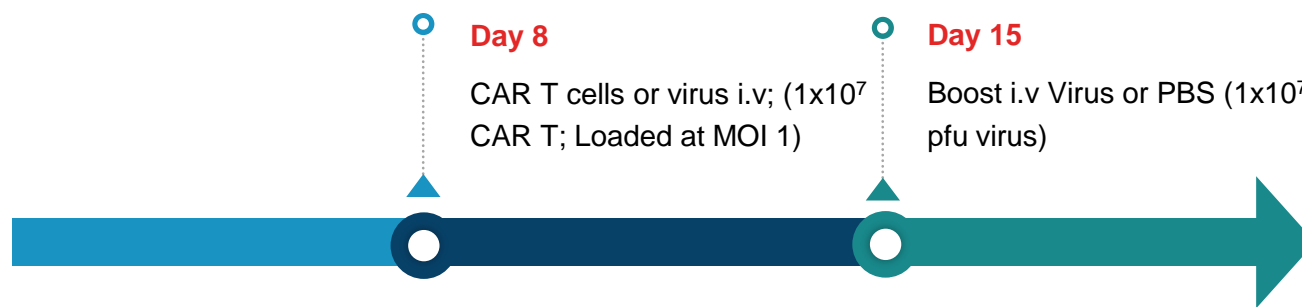 Day 8
CAR T cells or virus i.v; (1x10⁷
CAR T; Loaded at MOI 1)
Day 15
Boost i.v Virus or PBS (1x10⁷
pfu virus)